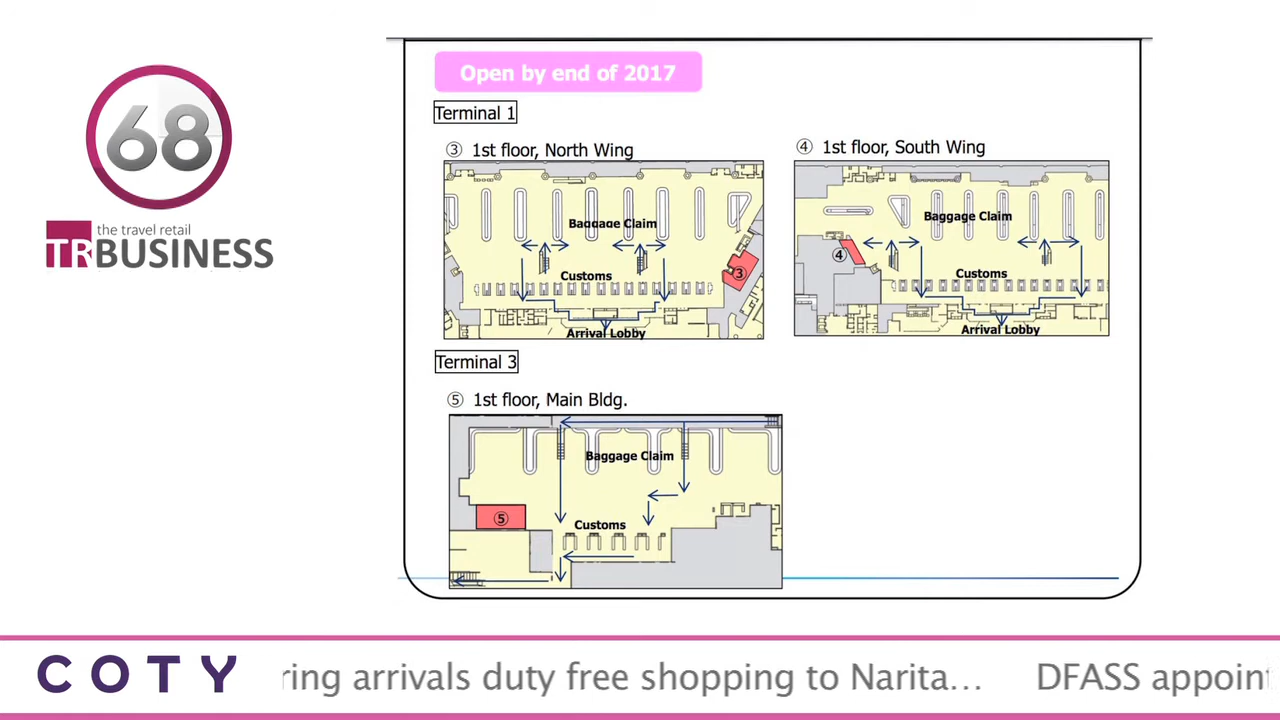 68
the travel retail
TRBUSINESS
Open by end of 2017
Terminal 1
③ 1st floor, North Wing
Baggage Claim
Customs
③
Arrival Lobby
④ 1st floor, South Wing
Baggage Claim
④
Customs
Arrival Lobby
Terminal 3
⑤ 1st floor, Main Bldg.
Baggage Claim
⑤
Customs
COTY
ring arrivals duty free shopping to Narita... DFASS appoint